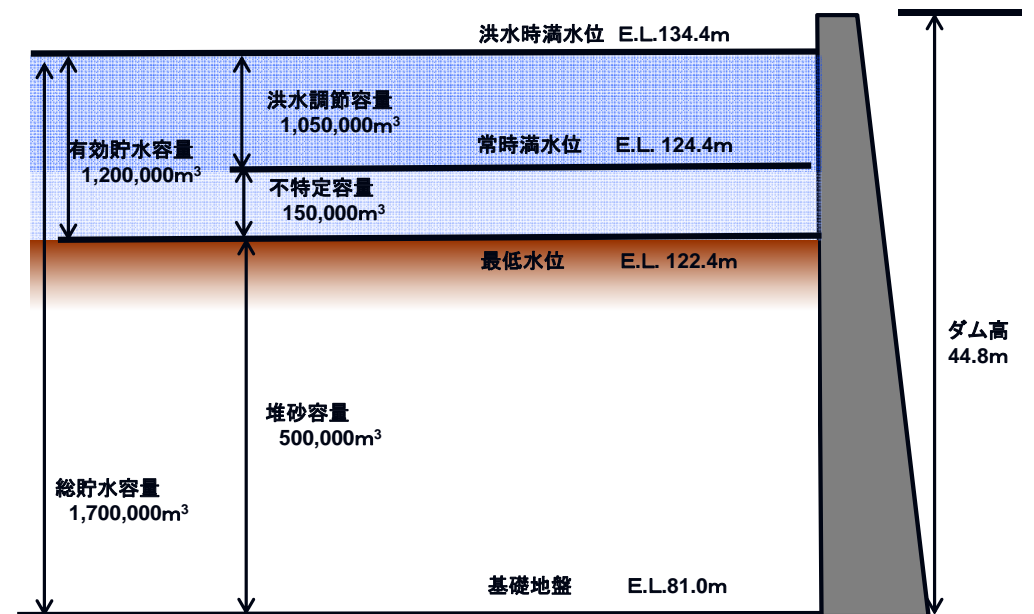 洪水時満水位 E.L.134.4m
洪水調節容量
1,050,000m³
有効貯水容量
1,200,000m³
常時満水位 E.L. 124.4m
不特定容量
150,000m³
最低水位 E.L. 122.4m
ダム高
44.8m
堆砂容量
500,000m³
総貯水容量
1,700,000m³
基礎地盤 E.L.81.0m